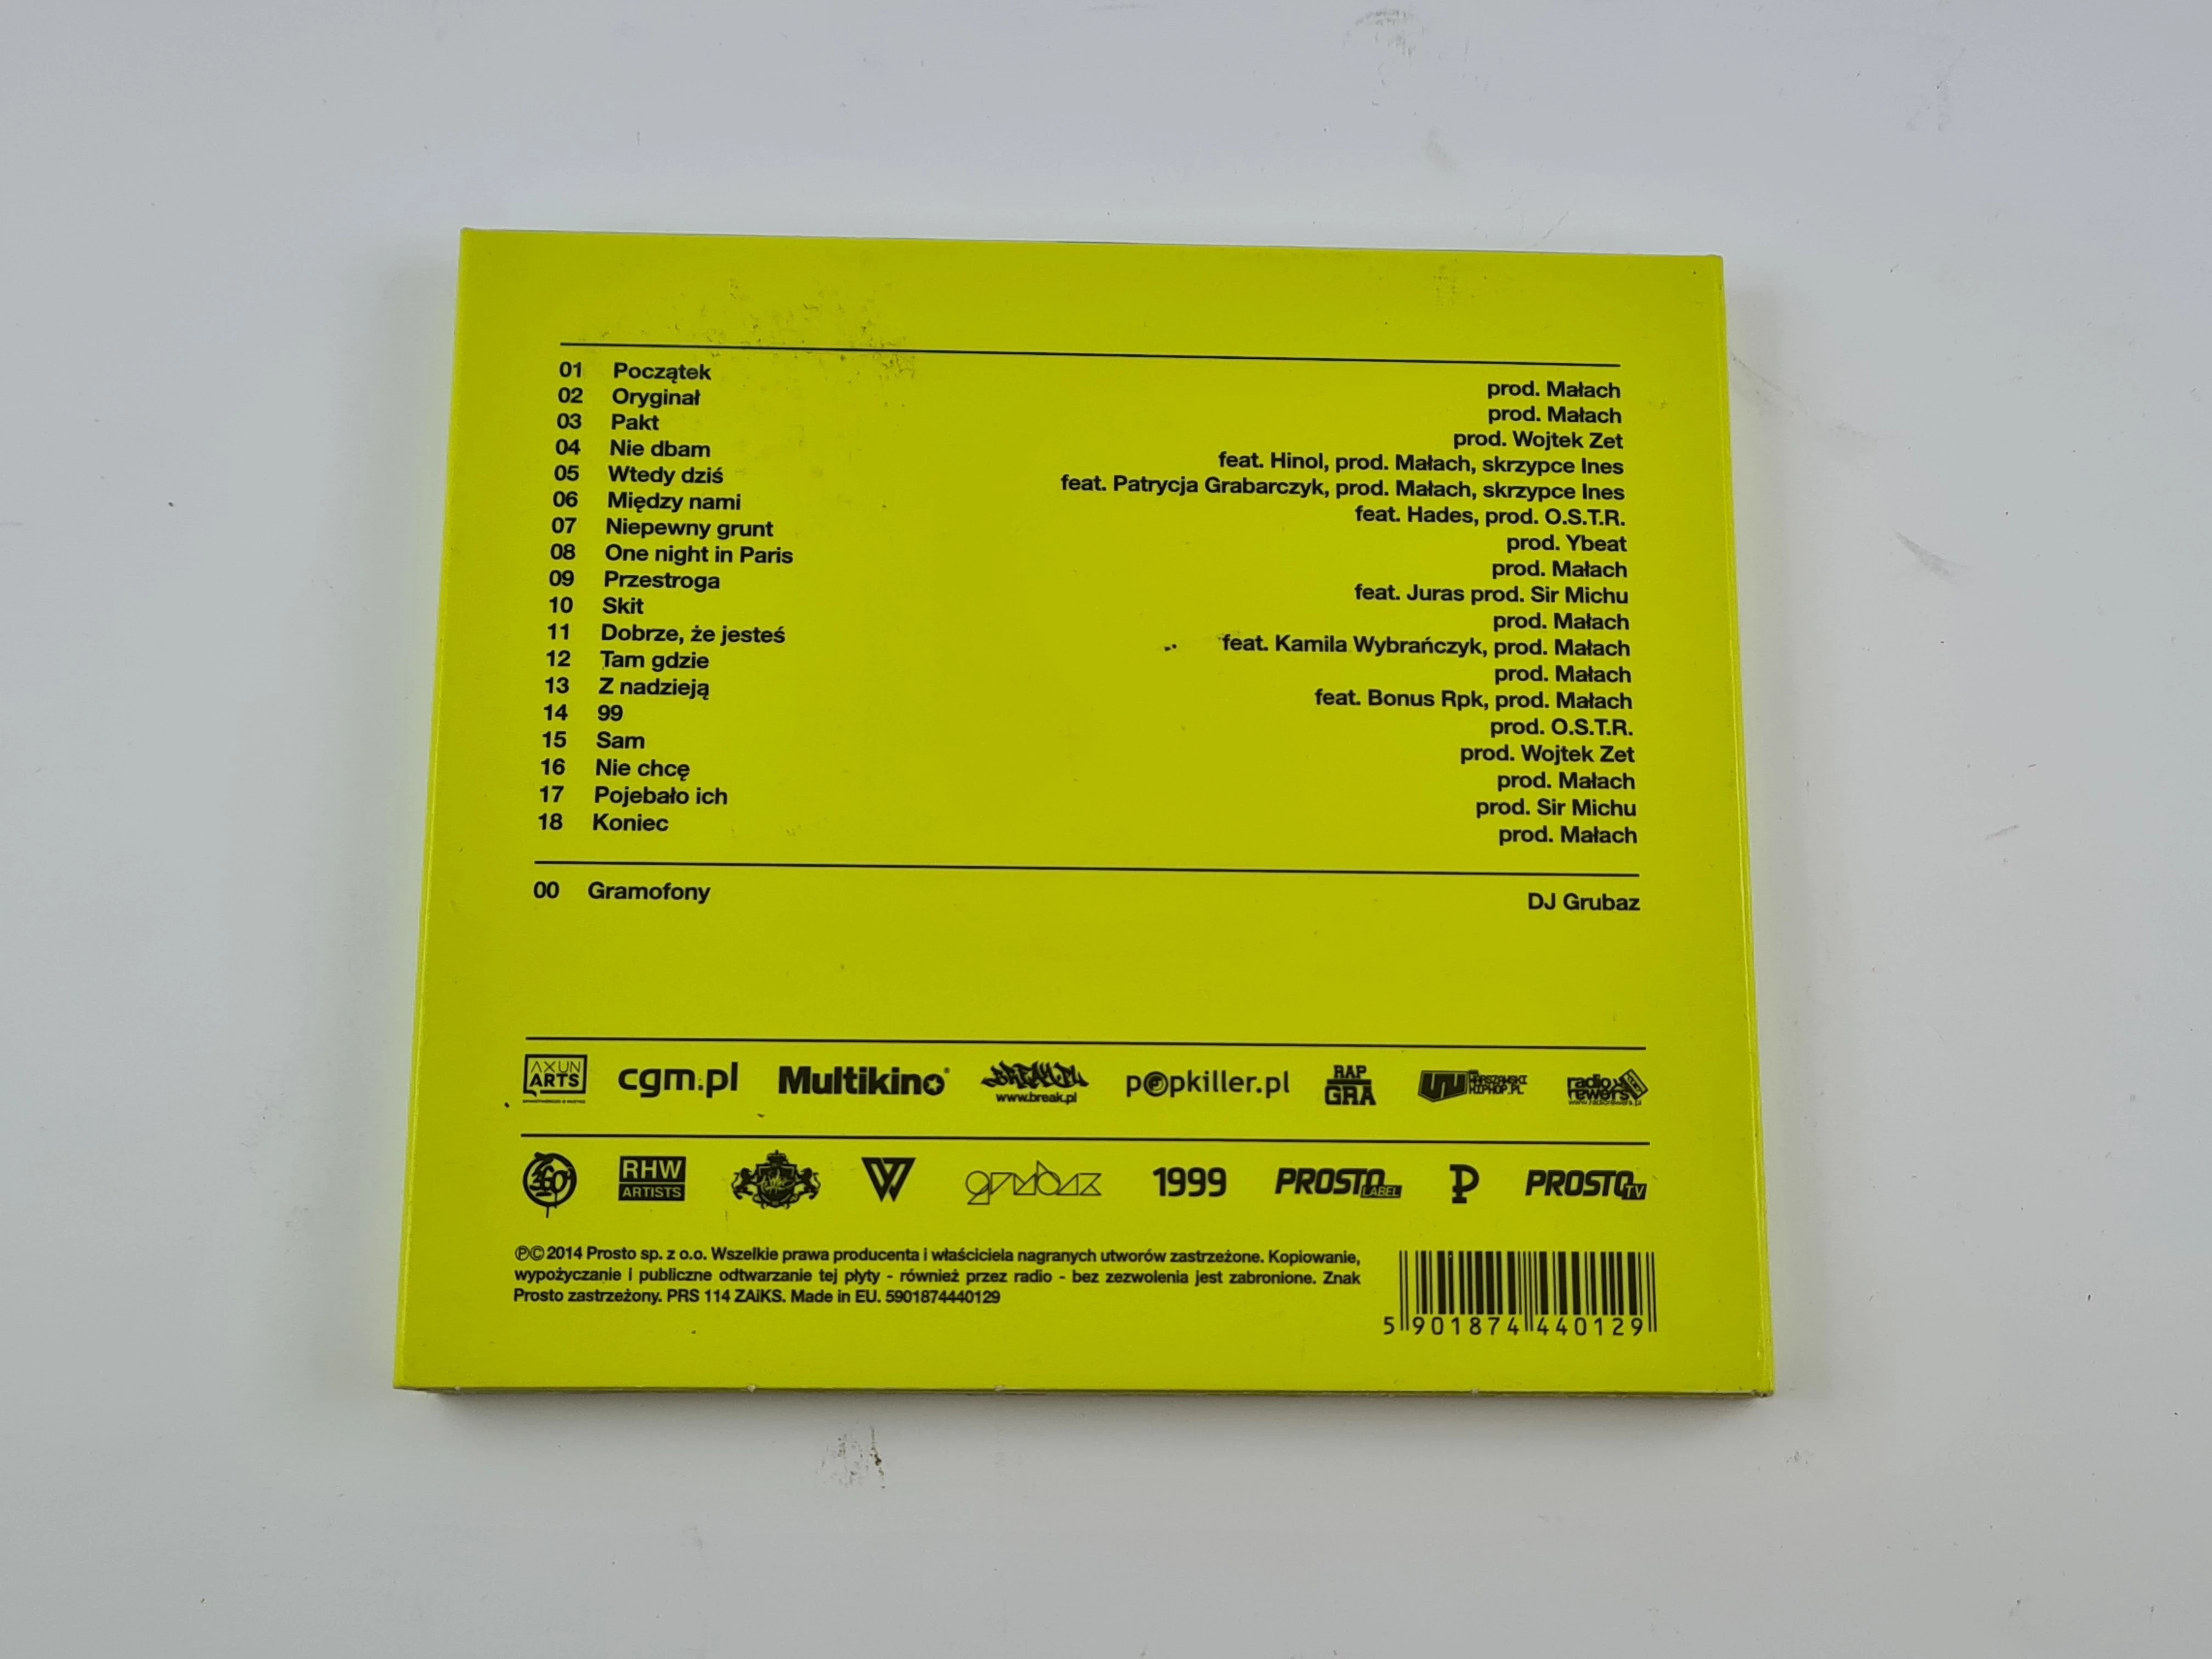 01 Początek prod. Małach
02 Oryginał prod. Małach
03 Pakt prod. Wojtek Zet
04 Nie dbam feat. Hinol, prod. Małach, skrzypce Ines
05 Wtedy dziś feat. Patrycja Grabarczyk, prod. Małach, skrzypce Ines
06 Między nami feat. Hades, prod. O.S.T.R.
07 Niepewny grunt prod. Ybeat
08 One night in Paris prod. Małach
09 Przestroga feat. Juras prod. Sir Michu
10 Skit prod. Małach
11 Dobrze, że jesteś feat. Kamila Wybrańczyk, prod. Małach
12 Tam gdzie prod. Małach
13 Z nadzieją feat. Bonus Rpk, prod. Małach
14 99 prod. O.S.T.R.
15 Sam prod. Wojtek Zet
16 Nie chcę prod. Małach
17 Pojebało ich prod. Sir Michu
18 Koniec prod. Małach
00 Gramofony DJ Grubaz
AXUN ARTS cgm.pl Multikino BREAK.PL www.break.pl popkiller.pl RAP GRA WARSZAWSKI HIPHOP.PL radio rewers
360° RHW ARTISTS grubaz 1999 PROSTO LABEL P PROSTO TV
℗© 2014 Prosto sp. z o.o. Wszelkie prawa producenta i właściciela nagranych utworów zastrzeżone. Kopiowanie,
wypożyczanie i publiczne odtwarzanie tej płyty - również przez radio - bez zezwolenia jest zabronione. Znak
Prosto zastrzeżony. PRS 114 ZAiKS. Made in EU. 5901874440129
5 901874 440129